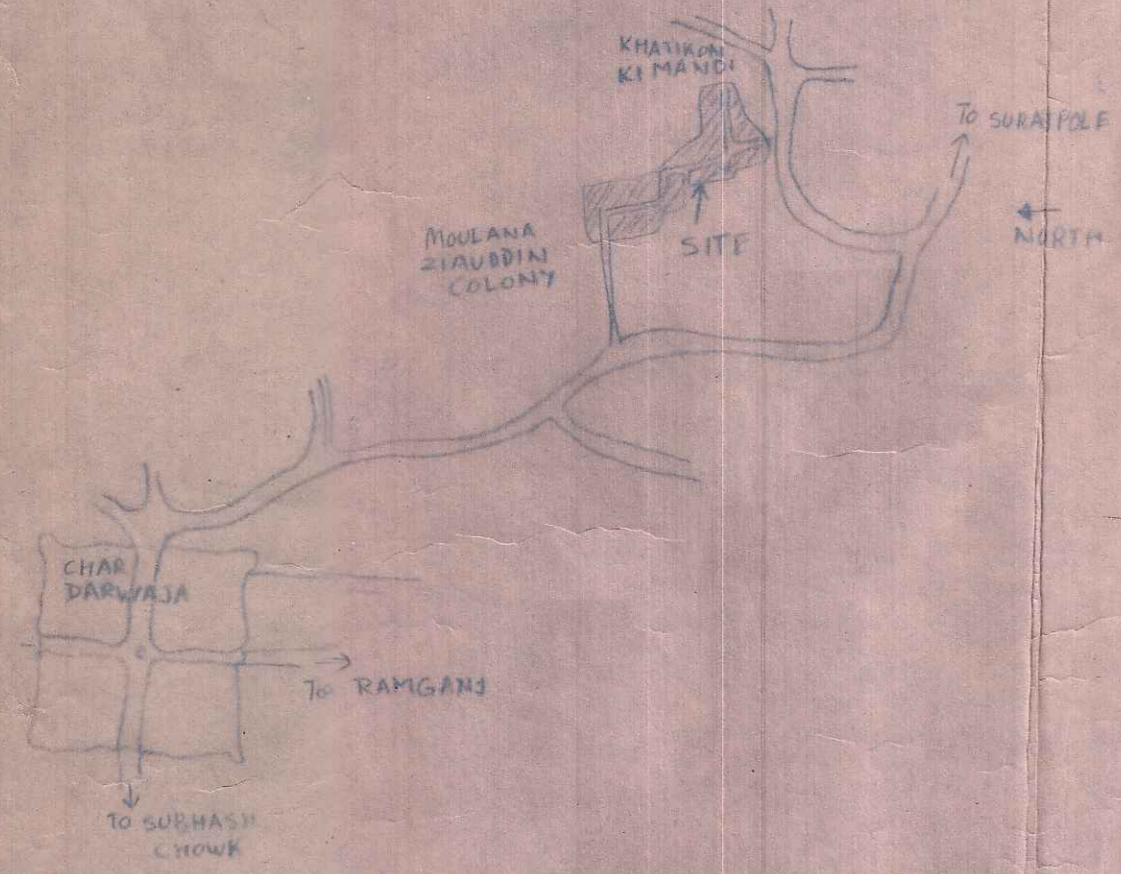 KHATIKON
KI MANDI
To SURAJPOLE
NORTH
MOULANA
ZIAUDDIN
COLONY
SITE
CHAR
DARWAJA
To RAMGANJ
TO SUBHASH
CHOWK